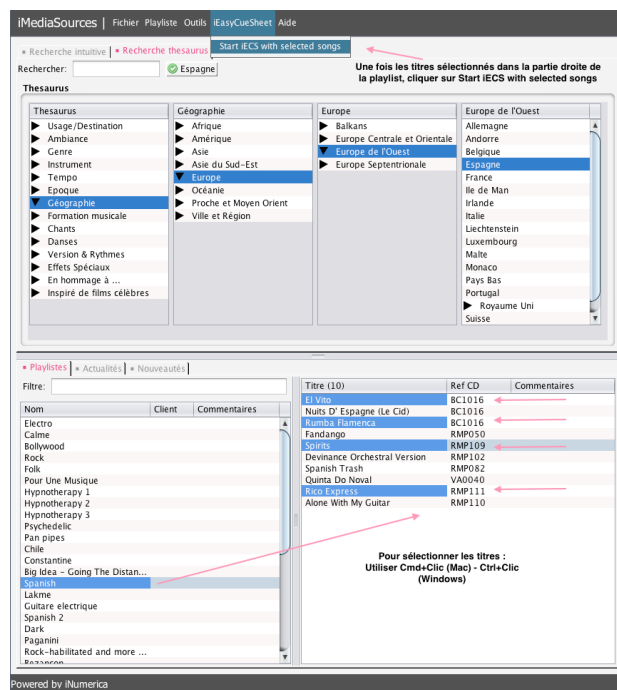 iMediaSources | Fichier Playliste Outils iEasyCueSheet Aide
Start iECS with selected songs
Recherche intuitive Recherche thesaurus
Une fois les titres sélectionnés dans la partie droite de
la playlist, cliquer sur Start iECS with selected songs
Rechercher: Espagne
Thesaurus
Thesaurus
Usage/Destination
Ambiance
Genre
Instrument
Tempo
Epoque
Géographie
Formation musicale
Chants
Danses
Version & Rythmes
Effets Spéciaux
En hommage à ...
Inspiré de films célèbres
Géographie
Afrique
Amérique
Asie
Asie du Sud-Est
Europe
Océanie
Proche et Moyen Orient
Ville et Région
Europe
Balkans
Europe Centrale et Orientale
Europe de l'Ouest
Europe Septentrionale
Europe de l'Ouest
Allemagne
Andorre
Belgique
Espagne
France
Ile de Man
Irlande
Italie
Liechtenstein
Luxembourg
Malte
Monaco
Pays Bas
Portugal
Royaume Uni
Suisse
Playlistes Actualités Nouveautés
Filtre:
Nom Client Commentaires
Electro
Calme
Bollywood
Rock
Folk
Pour Une Musique
Hypnotherapy 1
Hypnotherapy 2
Hypnotherapy 3
Psychedelic
Pan pipes
Chile
Constantine
Big Idea - Going The Distan...
Spanish
Lakme
Guitare electrique
Spanish 2
Dark
Paganini
Rock-habilitated and more ...
Bezancon
Titre (10) Ref CD Commentaires
El Vito BC1016
Nuits D' Espagne (Le Cid) BC1016
Rumba Flamenca BC1016
Fandango RMP050
Spirits RMP109
Devinance Orchestral Version RMP102
Spanish Trash RMP082
Quinta Do Noval VA0040
Rico Express RMP111
Alone With My Guitar RMP110
Pour sélectionner les titres :
Utiliser Cmd+Clic (Mac) - Ctrl+Clic
(Windows)
Powered by iNumerica